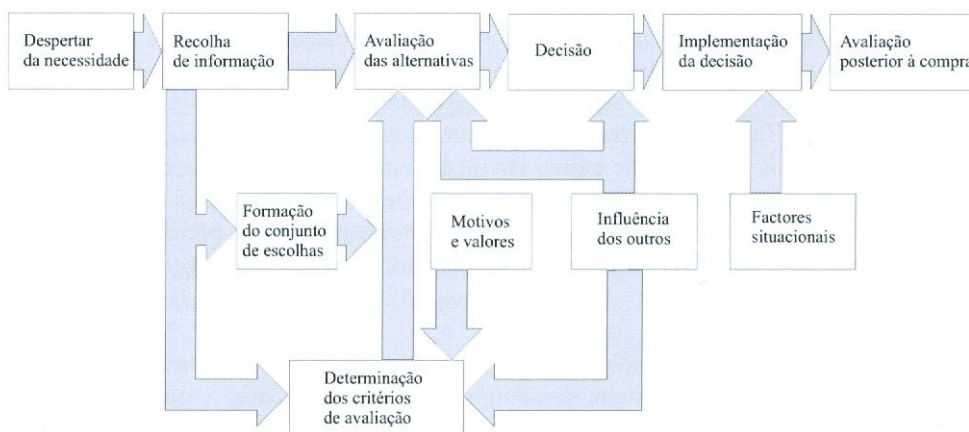 Despertar
da necessidade
Recolha
de informação
Avaliação
das alternativas
Decisão
Implementação
da decisão
Avaliação
posterior à compra
Formação
do conjunto
de escolhas
Motivos
e valores
Influência
dos outros
Factores
situacionais
Determinação
dos critérios
de avaliação